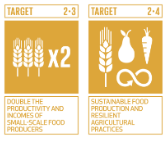 TARGET 2·3
x2
DOUBLE THE
PRODUCTIVITY AND
INCOMES OF
SMALL-SCALE FOOD
PRODUCERS
TARGET 2·4
SUSTAINABLE FOOD
PRODUCTION AND
RESILIENT
AGRICULTURAL
PRACTICES